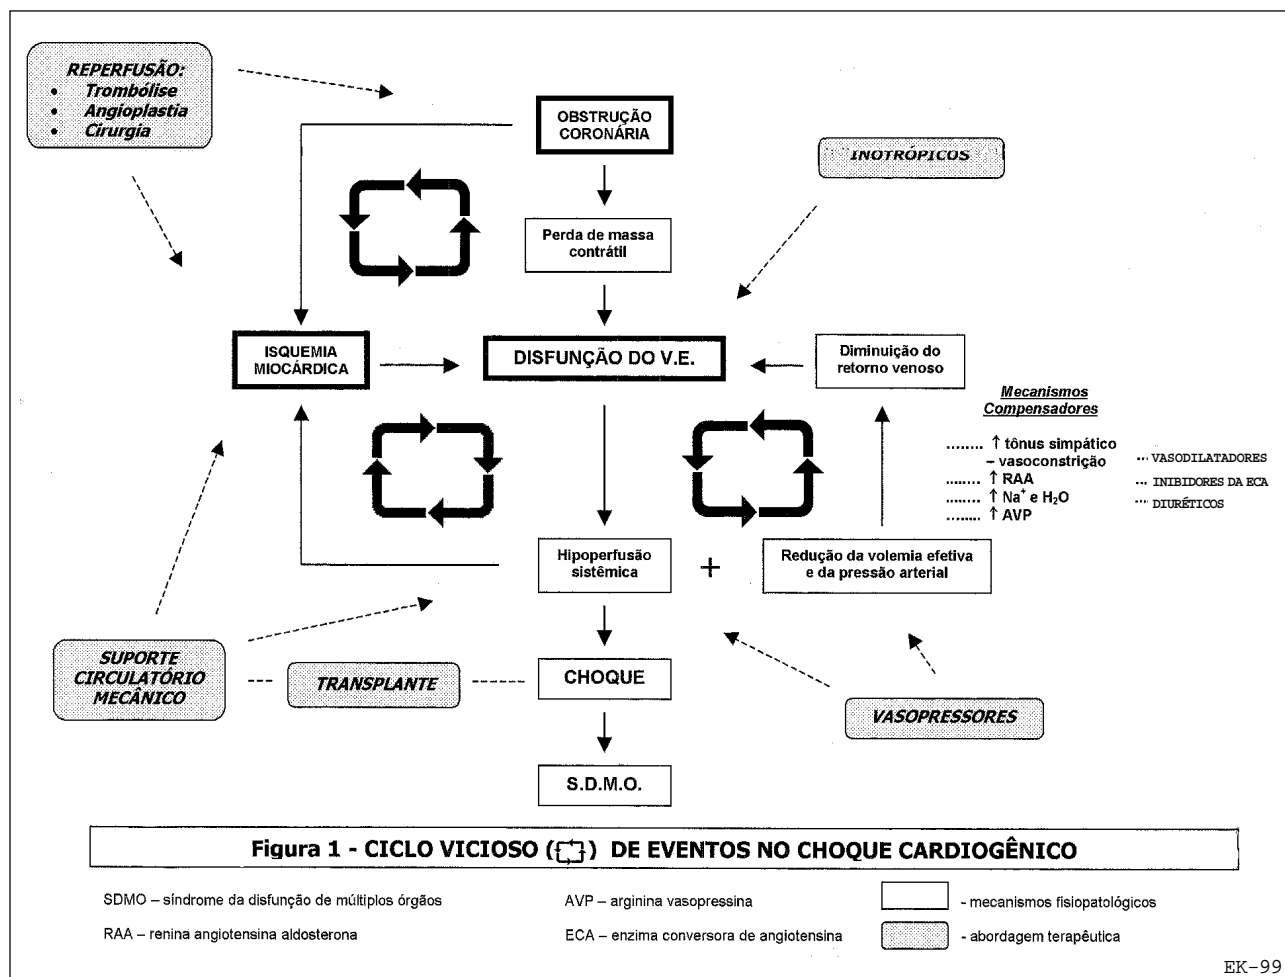 REPERFUSÃO:
• Trombólise
• Angioplastia
• Cirurgia
OBSTRUÇÃO
CORONÁRIA
INOTRÓPICOS
Perda de massa
contrátil
ISQUEMIA
MIOCÁRDICA
DISFUNÇÃO DO V.E.
Diminuição do
retorno venoso
Mecanismos
Compensadores
........ ↑ tônus simpático
– vasoconstrição
........ ↑ RAA
........ ↑ Na⁺ e H₂O
........ ↑ AVP
... VASODILATADORES
... INIBIDORES DA ECA
... DIURÉTICOS
Hipoperfusão
sistêmica
+
Redução da volemia efetiva
e da pressão arterial
SUPORTE
CIRCULATÓRIO
MECÂNICO
TRANSPLANTE
CHOQUE
VASOPRESSORES
S.D.M.O.
Figura 1 - CICLO VICIOSO ( ) DE EVENTOS NO CHOQUE CARDIOGÊNICO
SDMO – síndrome da disfunção de múltiplos órgãos
AVP – arginina vasopressina
- mecanismos fisiopatológicos
RAA – renina angiotensina aldosterona
ECA – enzima conversora de angiotensina
- abordagem terapêutica
EK-99